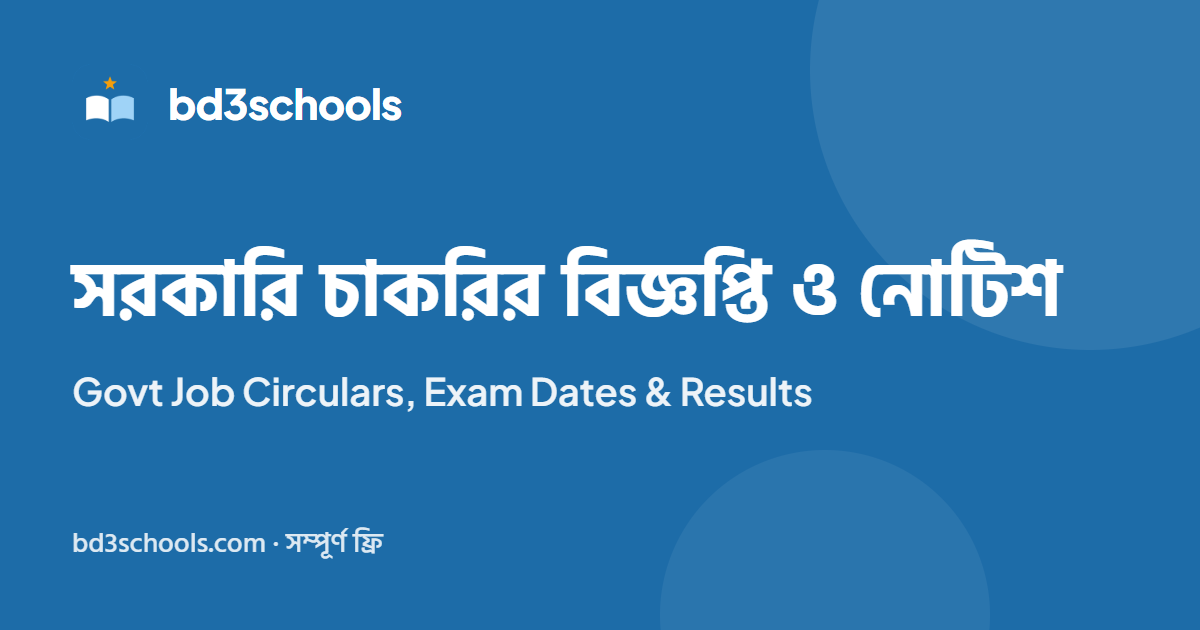 bd3schools
সরকারি চাকরির বিজ্ঞপ্তি ও নোটিশ
Govt Job Circulars, Exam Dates & Results
bd3schools.com · সম্পূর্ণ ফ্রি